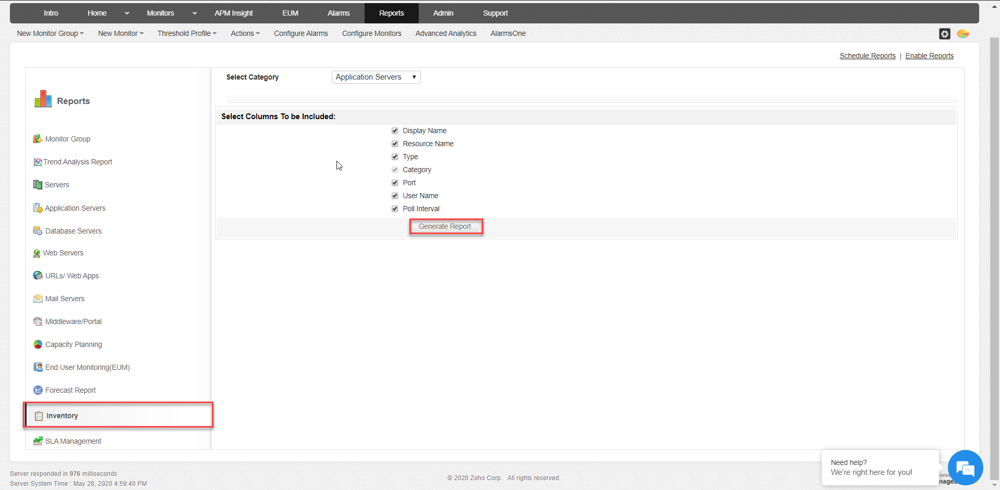 Intro Home Monitors APM Insight EUM Alarms Reports Admin Support
New Monitor Group New Monitor Threshold Profile Actions Configure Alarms Configure Monitors Advanced Analytics AlarmsOne
Schedule Reports | Enable Reports
Select Category Application Servers
Reports
Select Columns To be Included:
Display Name
Resource Name
Type
Category
Port
User Name
Poll Interval
Generate Report
Monitor Group
Trend Analysis Report
Servers
Application Servers
Database Servers
Web Servers
URLs/ Web Apps
Mail Servers
Middleware/Portal
Capacity Planning
End User Monitoring(EUM)
Forecast Report
Inventory
SLA Management
Need help?
We're right here for you!
Server responded in 976 milliseconds
Server System Time : May 28, 2020 4:59:40 PM
© 2020 Zoho Corp. All rights reserved.